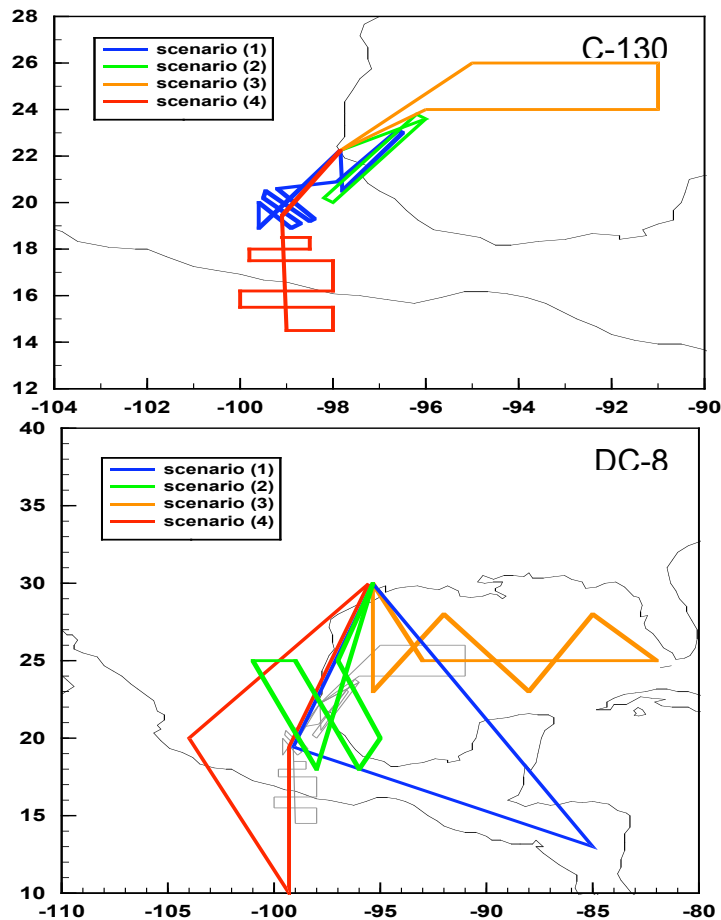 28
C-130
scenario (1)
scenario (2)
scenario (3)
scenario (4)
26
24
22
20
18
16
14
12
-104 -102 -100 -98 -96 -94 -92 -90
40
DC-8
scenario (1)
scenario (2)
scenario (3)
scenario (4)
35
30
25
20
15
10
-110 -105 -100 -95 -90 -85 -80